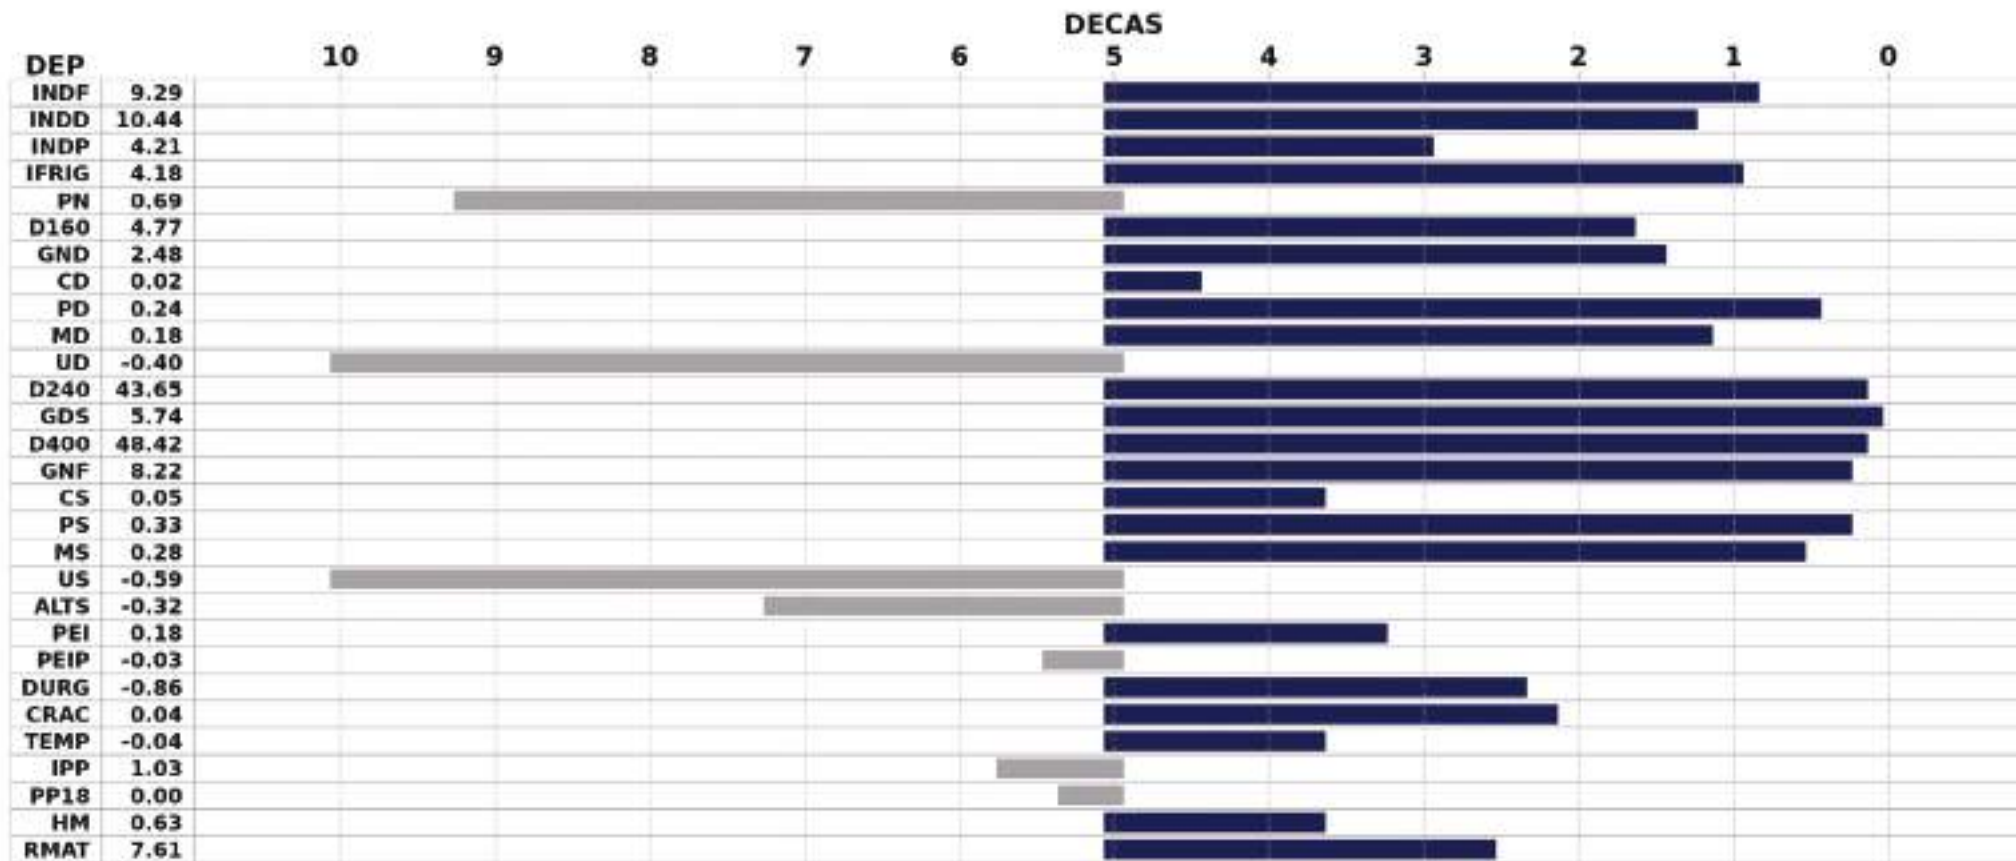 DECAS
DEP 10 9 8 7 6 5 4 3 2 1 0
INDF 9.29
INDD 10.44
INDP 4.21
IFRIG 4.18
PN 0.69
D160 4.77
GND 2.48
CD 0.02
PD 0.24
MD 0.18
UD -0.40
D240 43.65
GDS 5.74
D400 48.42
GNF 8.22
CS 0.05
PS 0.33
MS 0.28
US -0.59
ALTS -0.32
PEI 0.18
PEIP -0.03
DURG -0.86
CRAC 0.04
TEMP -0.04
IPP 1.03
PP18 0.00
HM 0.63
RMAT 7.61